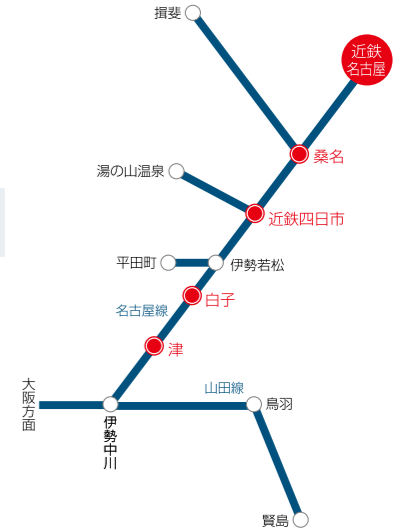 揖斐
近鉄
名古屋
桑名
湯の山温泉
近鉄四日市
平田町
伊勢若松
白子
名古屋線
津
大阪方面
山田線
鳥羽
伊勢中川
賢島